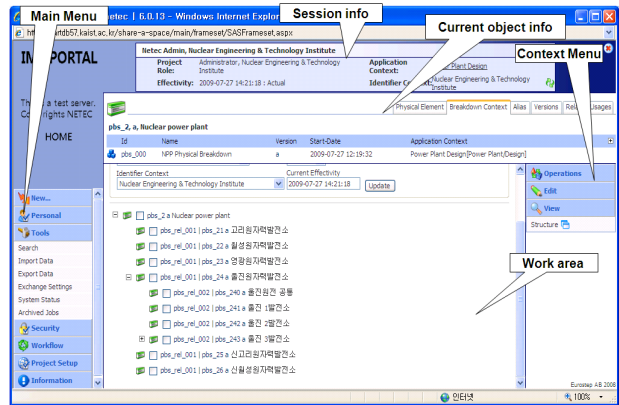 Main Menu
Session info
Current object info
Context Menu
Work area
netec | 6.0.13 - Windows Internet Explorer
rtdb57.kaist.ac.kr/share-a-space/main/frameset/SASFrameset.aspx
PORTAL
a test server.
rights NETEC
HOME
Netec Admin, Nuclear Engineering & Technology Institute
Project Role:
Administrator, Nuclear Engineering & Technology Institute
Application Context:
Plant Design
Effectivity: 2009-07-27 14:21:18 : Actual
Identifier
Nuclear Engineering & Technology Institute
Physical Element
Breakdown Context
Alias
Versions
Usages
pbs_2, a, Nuclear power plant
Id Name Version Start-Date Application Context
pbs_000 NPP Physical Breakdown a 2009-07-27 12:19:32 Power Plant Design[Power Plant/Design]
Identifier Context
Current Effectivity
Nuclear Engineering & Technology Institute
2009-07-27 14:21:18
Update
New...
Personal
Tools
Search
Import Data
Export Data
Exchange Settings
System Status
Archived Jobs
Security
Workflow
Project Setup
Information
pbs_2 a Nuclear power plant
pbs_rel_001 | pbs_21 a 고리원자력발전소
pbs_rel_001 | pbs_22 a 월성원자력발전소
pbs_rel_001 | pbs_23 a 영광원자력발전소
pbs_rel_001 | pbs_24 a 울진원자력발전소
pbs_rel_002 | pbs_240 a 울진원전 공통
pbs_rel_002 | pbs_241 a 울진 1발전소
pbs_rel_002 | pbs_242 a 울진 2발전소
pbs_rel_002 | pbs_243 a 울진 3발전소
pbs_rel_001 | pbs_25 a 신고리원자력발전소
pbs_rel_001 | pbs_26 a 신월성원자력발전소
Operations
Edit
View
Structure
Eurostep AB 2008
인터넷
100%